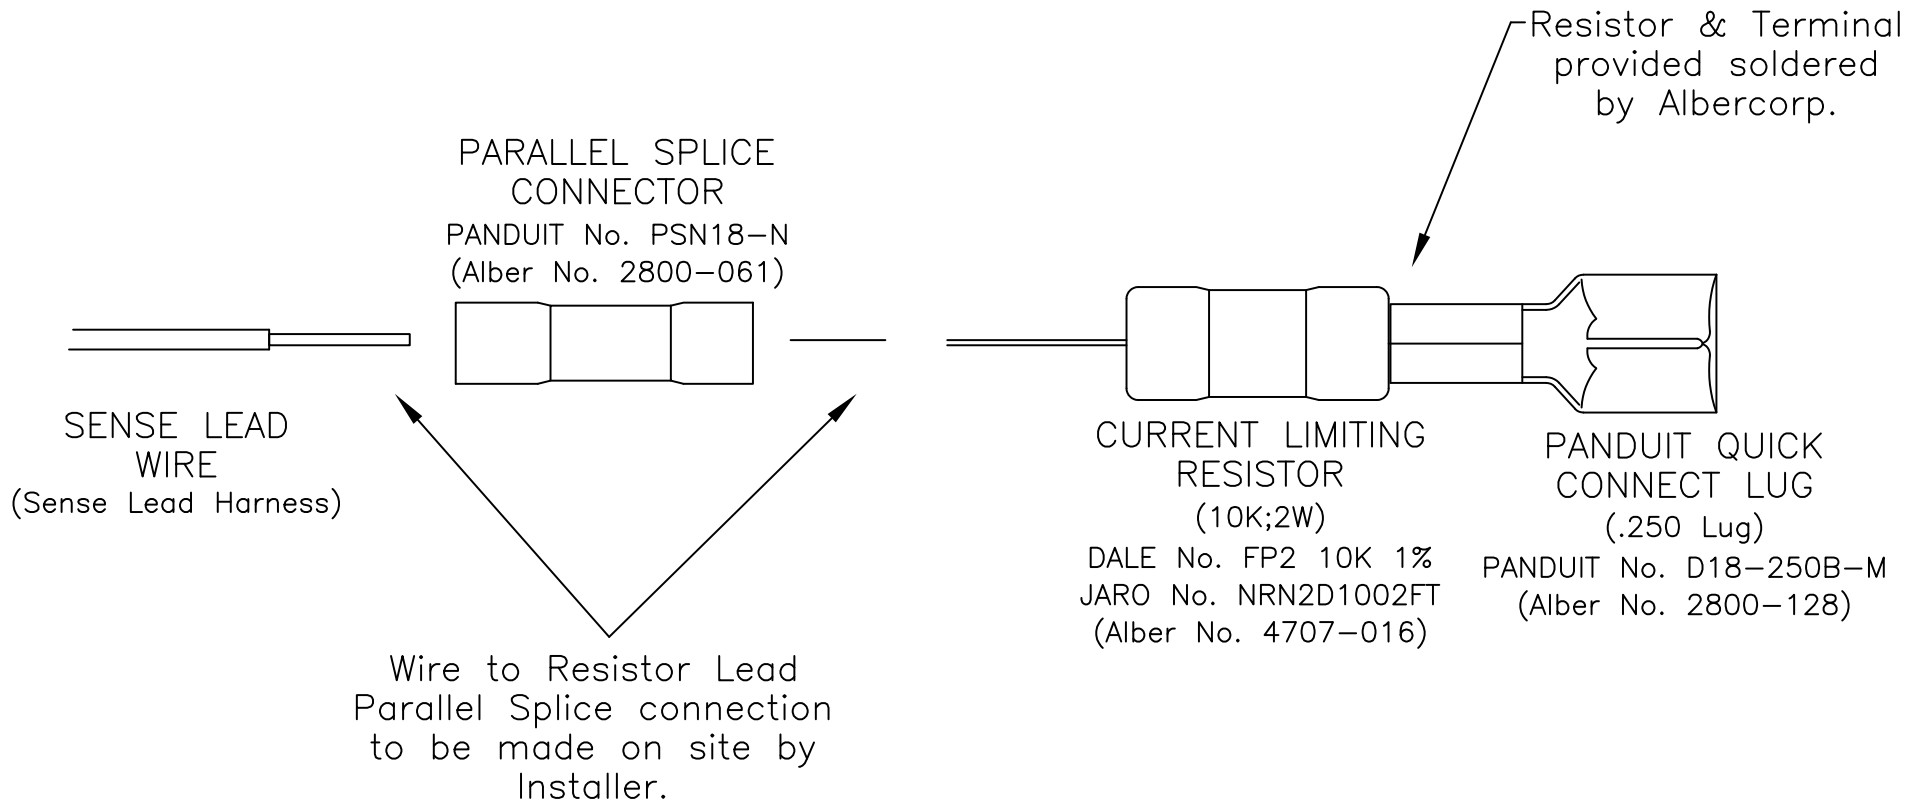 Resistor & Terminal
provided soldered
by Albercorp.
PARALLEL SPLICE
CONNECTOR
PANDUIT No. PSN18-N
(Alber No. 2800-061)
SENSE LEAD
WIRE
(Sense Lead Harness)
CURRENT LIMITING
RESISTOR
(10K;2W)
DALE No. FP2 10K 1%
JARO No. NRN2D1002FT
(Alber No. 4707-016)
PANDUIT QUICK
CONNECT LUG
(.250 Lug)
PANDUIT No. D18-250B-M
(Alber No. 2800-128)
Wire to Resistor Lead
Parallel Splice connection
to be made on site by
Installer.